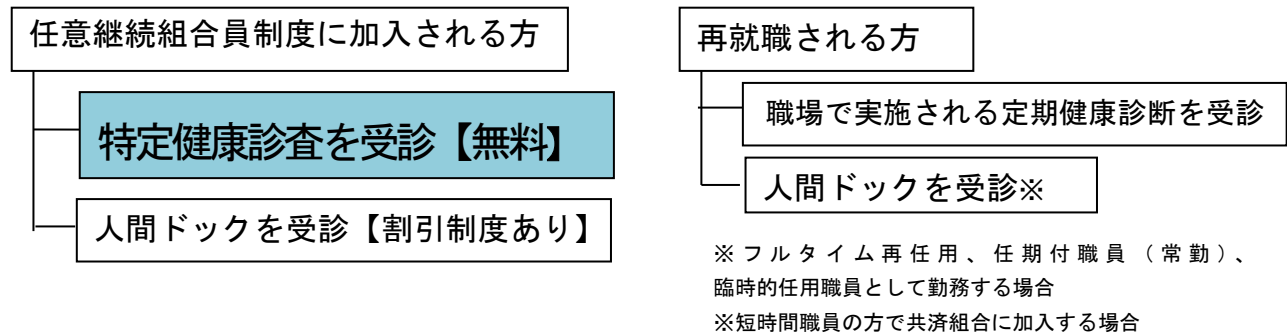 任意継続組合員制度に加入される方
特定健康診査を受診【無料】
人間ドックを受診【割引制度あり】
再就職される方
職場で実施される定期健康診断を受診
人間ドックを受診※
※フルタイム再任用、任期付職員（常勤）、
臨時的任用職員として勤務する場合
※短時間職員の方で共済組合に加入する場合